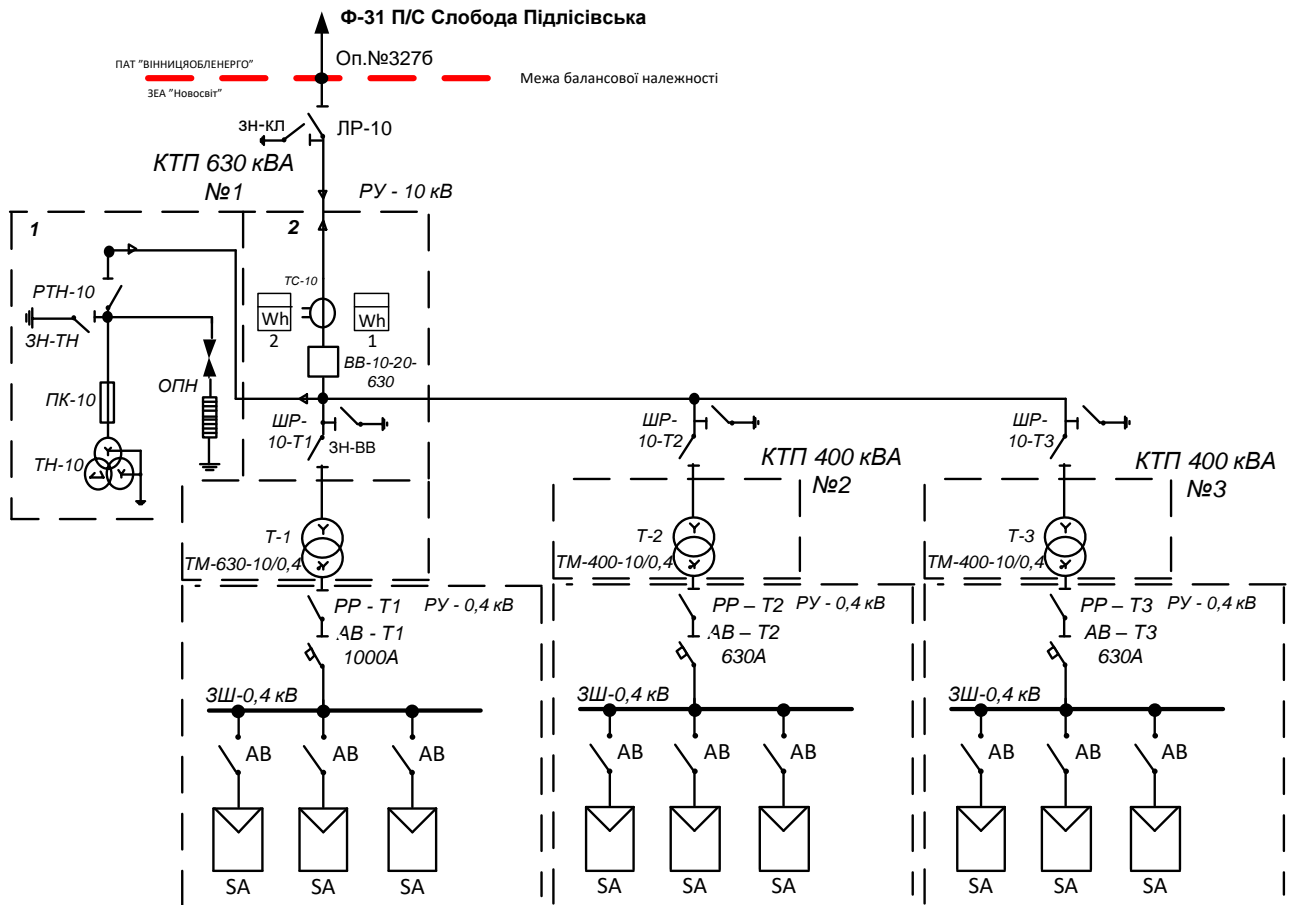 Ф-31 П/С Слобода Підлісівська
Оп.№327б
ПАТ "ВІННИЦЯОБЛЕНЕРГО"
Межа балансової належності
ЗЕА "Новосвіт"
зн-кл
ЛР-10
КТП 630 кВА
№1
РУ - 10 кВ
1
2
РТН-10
ТС-10
Wh
Wh
2
1
ЗН-ТН
ВВ-10-20-
630
ОПН
ПК-10
ТН-10
ШР-
10-Т1
ЗН-ВВ
ШР-
10-Т2
ШР-
10-Т3
КТП 400 кВА
№2
КТП 400 кВА
№3
Т-1
ТМ-630-10/0,4
Т-2
ТМ-400-10/0,4
Т-3
ТМ-400-10/0,4
РР - Т1
РУ - 0,4 кВ
АВ - Т1
1000А
РР – Т2
РУ - 0,4 кВ
АВ – Т2
630А
РР – Т3
РУ - 0,4 кВ
АВ – Т3
630А
ЗШ-0,4 кВ
ЗШ-0,4 кВ
ЗШ-0,4 кВ
АВ
АВ
АВ
АВ
АВ
АВ
АВ
АВ
АВ
SA
SA
SA
SA
SA
SA
SA
SA
SA